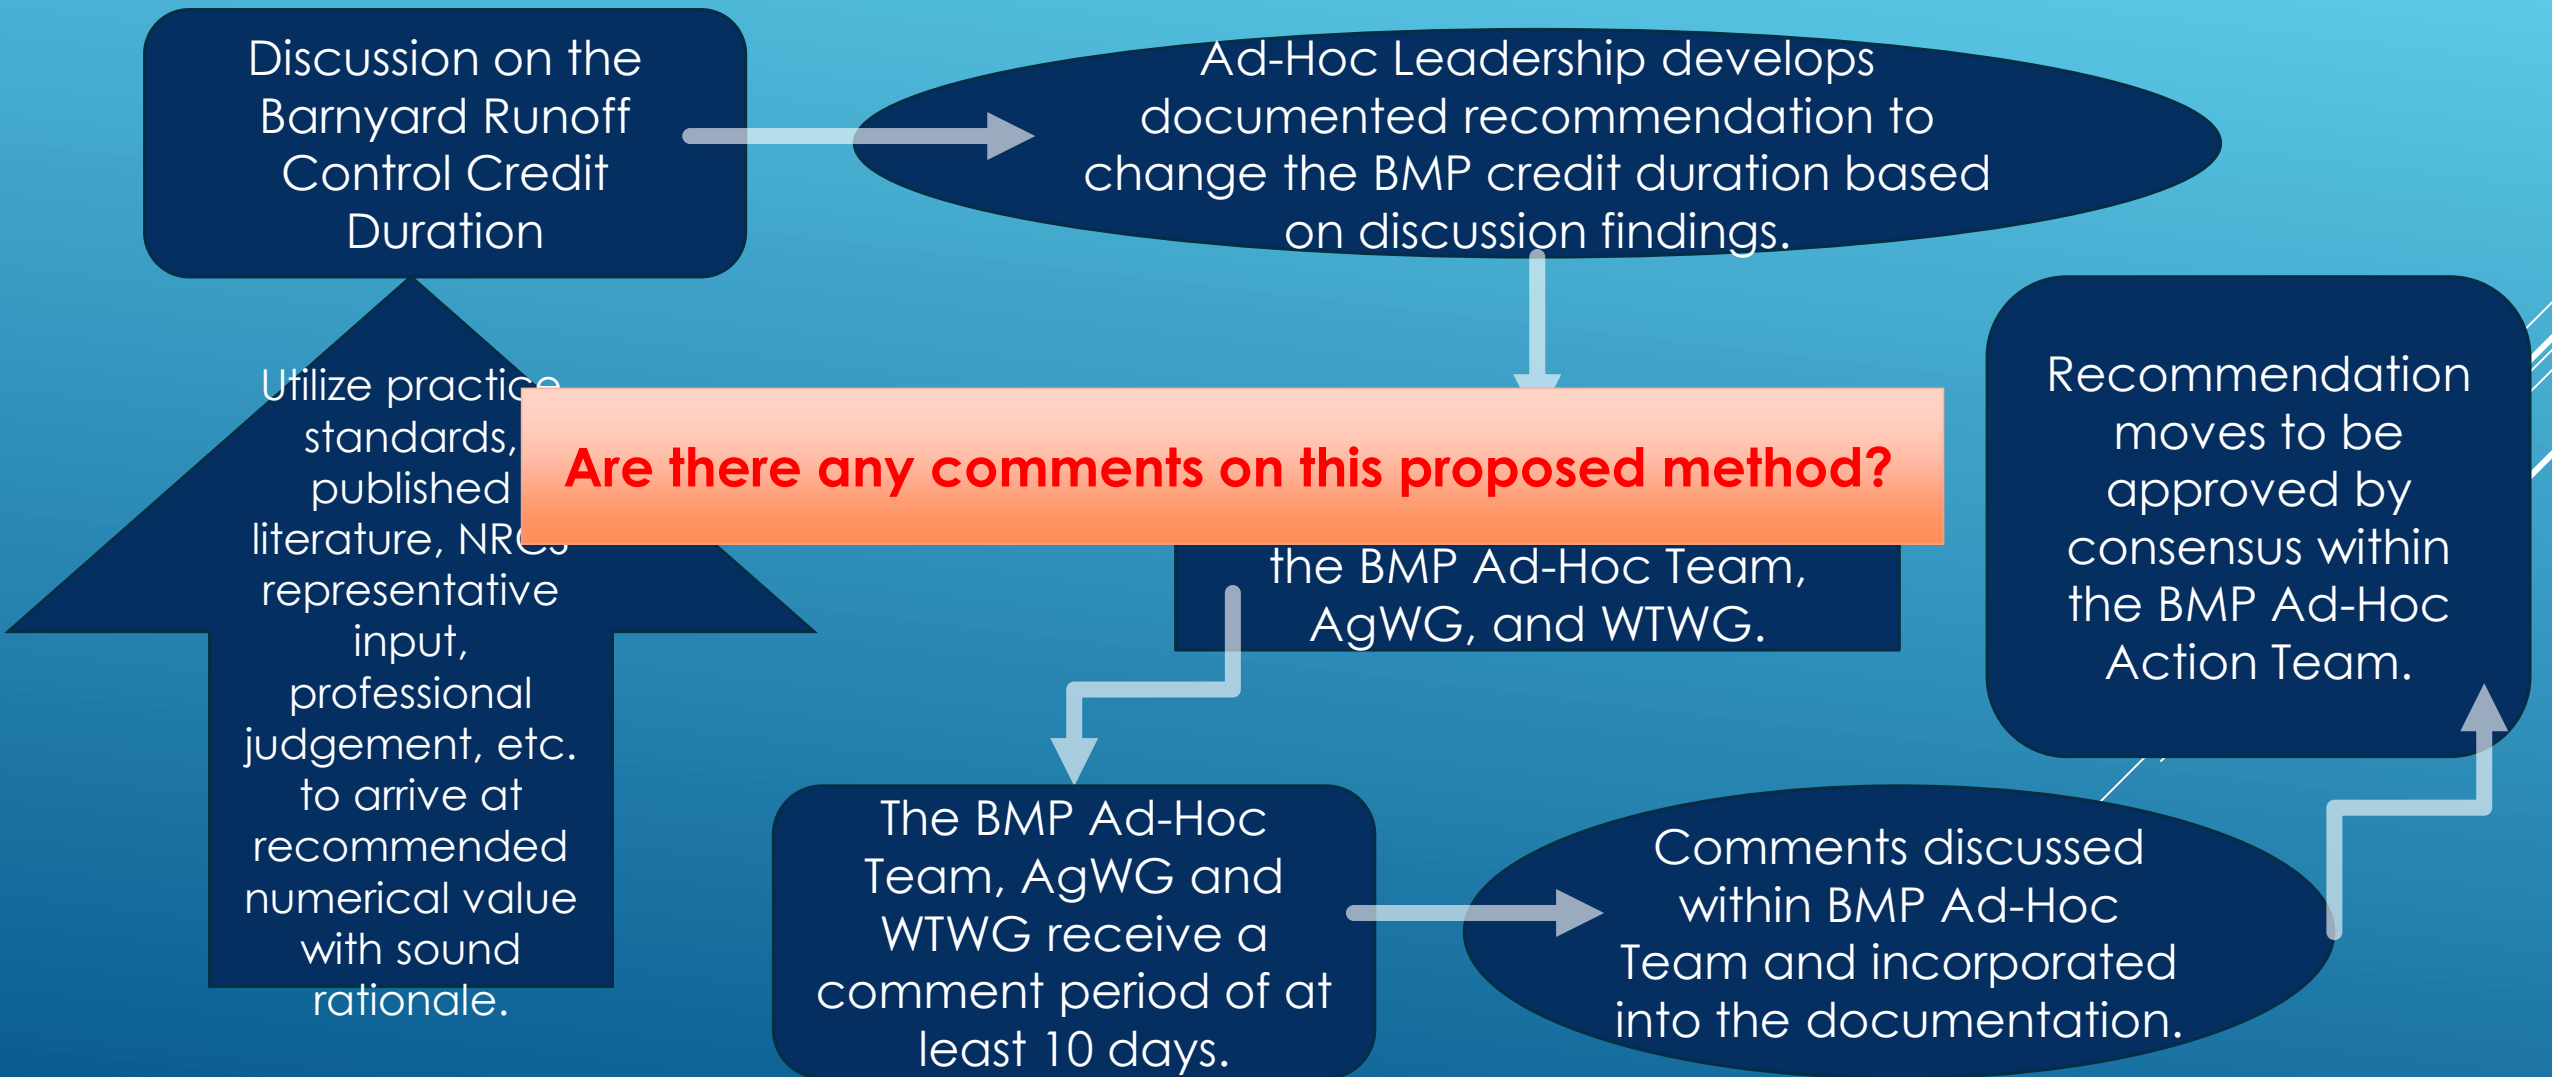 Discussion on the
Barnyard Runoff
Control Credit
Duration
Ad-Hoc Leadership develops
documented recommendation to
change the BMP credit duration based
on discussion findings.
Utilize practice
standards,
published
literature, NRCS
representative
input,
professional
judgement, etc.
to arrive at
recommended
numerical value
with sound
rationale.
Are there any comments on this proposed method?
the BMP Ad-Hoc Team,
AgWG, and WTWG.
The BMP Ad-Hoc
Team, AgWG and
WTWG receive a
comment period of at
least 10 days.
Comments discussed
within BMP Ad-Hoc
Team and incorporated
into the documentation.
Recommendation
moves to be
approved by
consensus within
the BMP Ad-Hoc
Action Team.